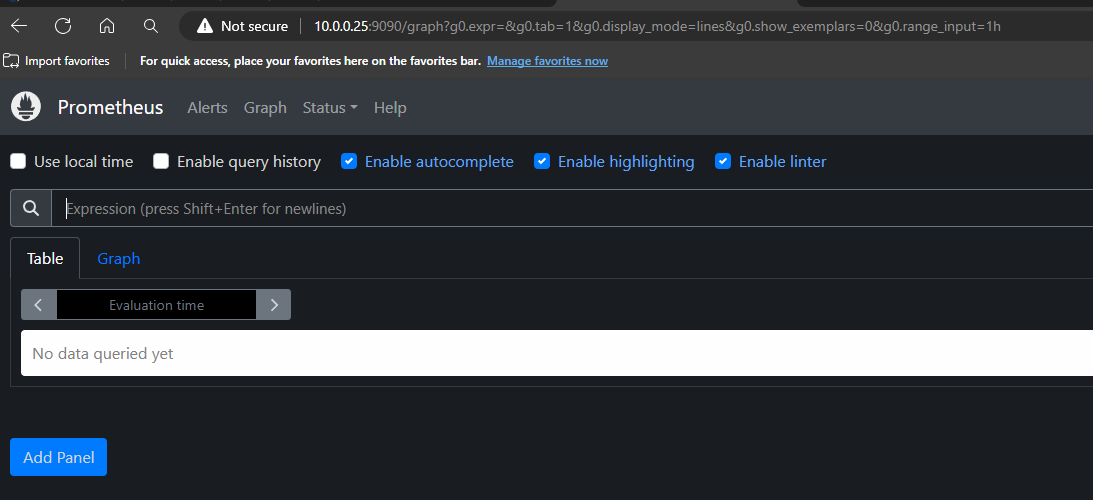 Not secure 10.0.0.25:9090/graph?g0.expr=&g0.tab=1&g0.display_mode=lines&g0.show_exemplars=0&g0.range_input=1h
Import favorites For quick access, place your favorites here on the favorites bar. Manage favorites now
Prometheus Alerts Graph Status Help
Use local time Enable query history Enable autocomplete Enable highlighting Enable linter
Expression (press Shift+Enter for newlines)
Table Graph
Evaluation time
No data queried yet
Add Panel